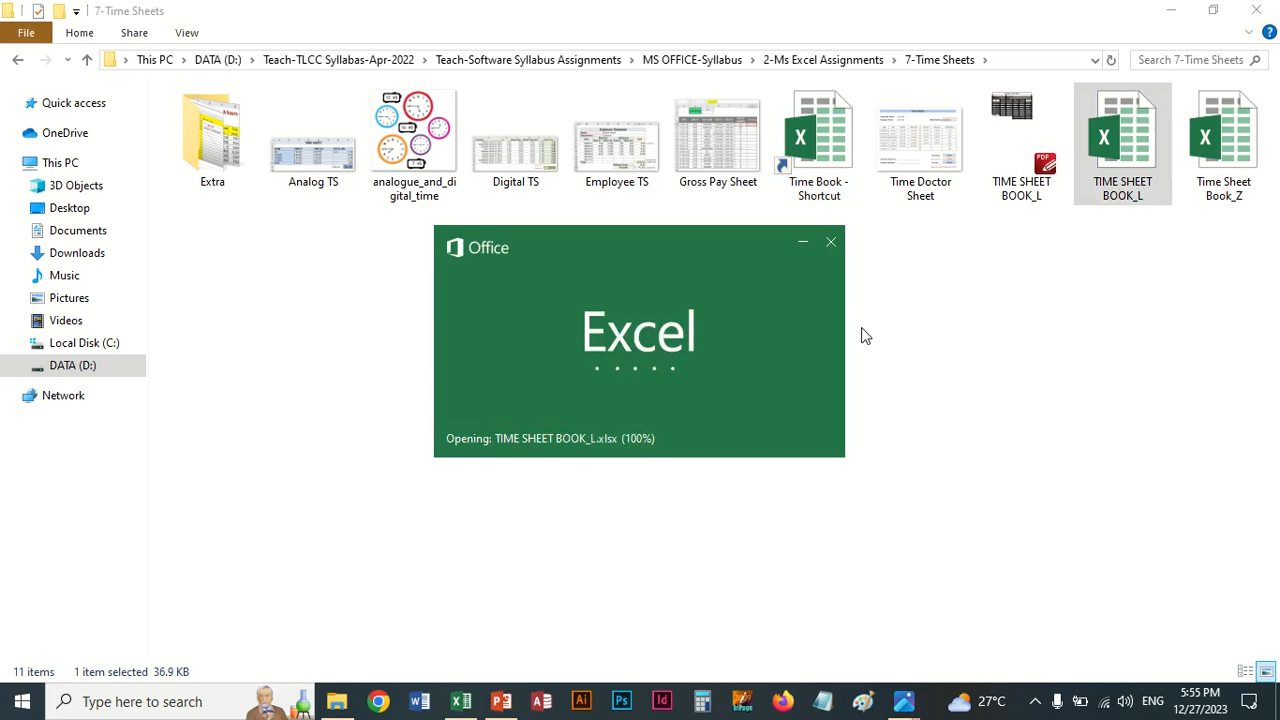 7-Time Sheets
File Home Share View
This PC DATA (D:) Teach-TLCC Syllabas-Apr-2022 Teach-Software Syllabus Assignments MS OFFICE-Syllabus 2-Ms Excel Assignments 7-Time Sheets Search 7-Time Sheets
Quick access
OneDrive
This PC
3D Objects
Desktop
Documents
Downloads
Music
Pictures
Videos
Local Disk (C:)
DATA (D:)
Network
Extra
Analog TS
analogue_and_di
gital_time
Digital TS
Employee TS
Gross Pay Sheet
Time Book -
Shortcut
Time Doctor
Sheet
PDF
TIME SHEET
BOOK_L
TIME SHEET
BOOK_L
Time Sheet
Book_Z
Office
Excel
Opening: TIME SHEET BOOK_L.xlsx (100%)
11 items 1 item selected 36.9 KB
Type here to search
27°C
ENG
5:55 PM
12/27/2023